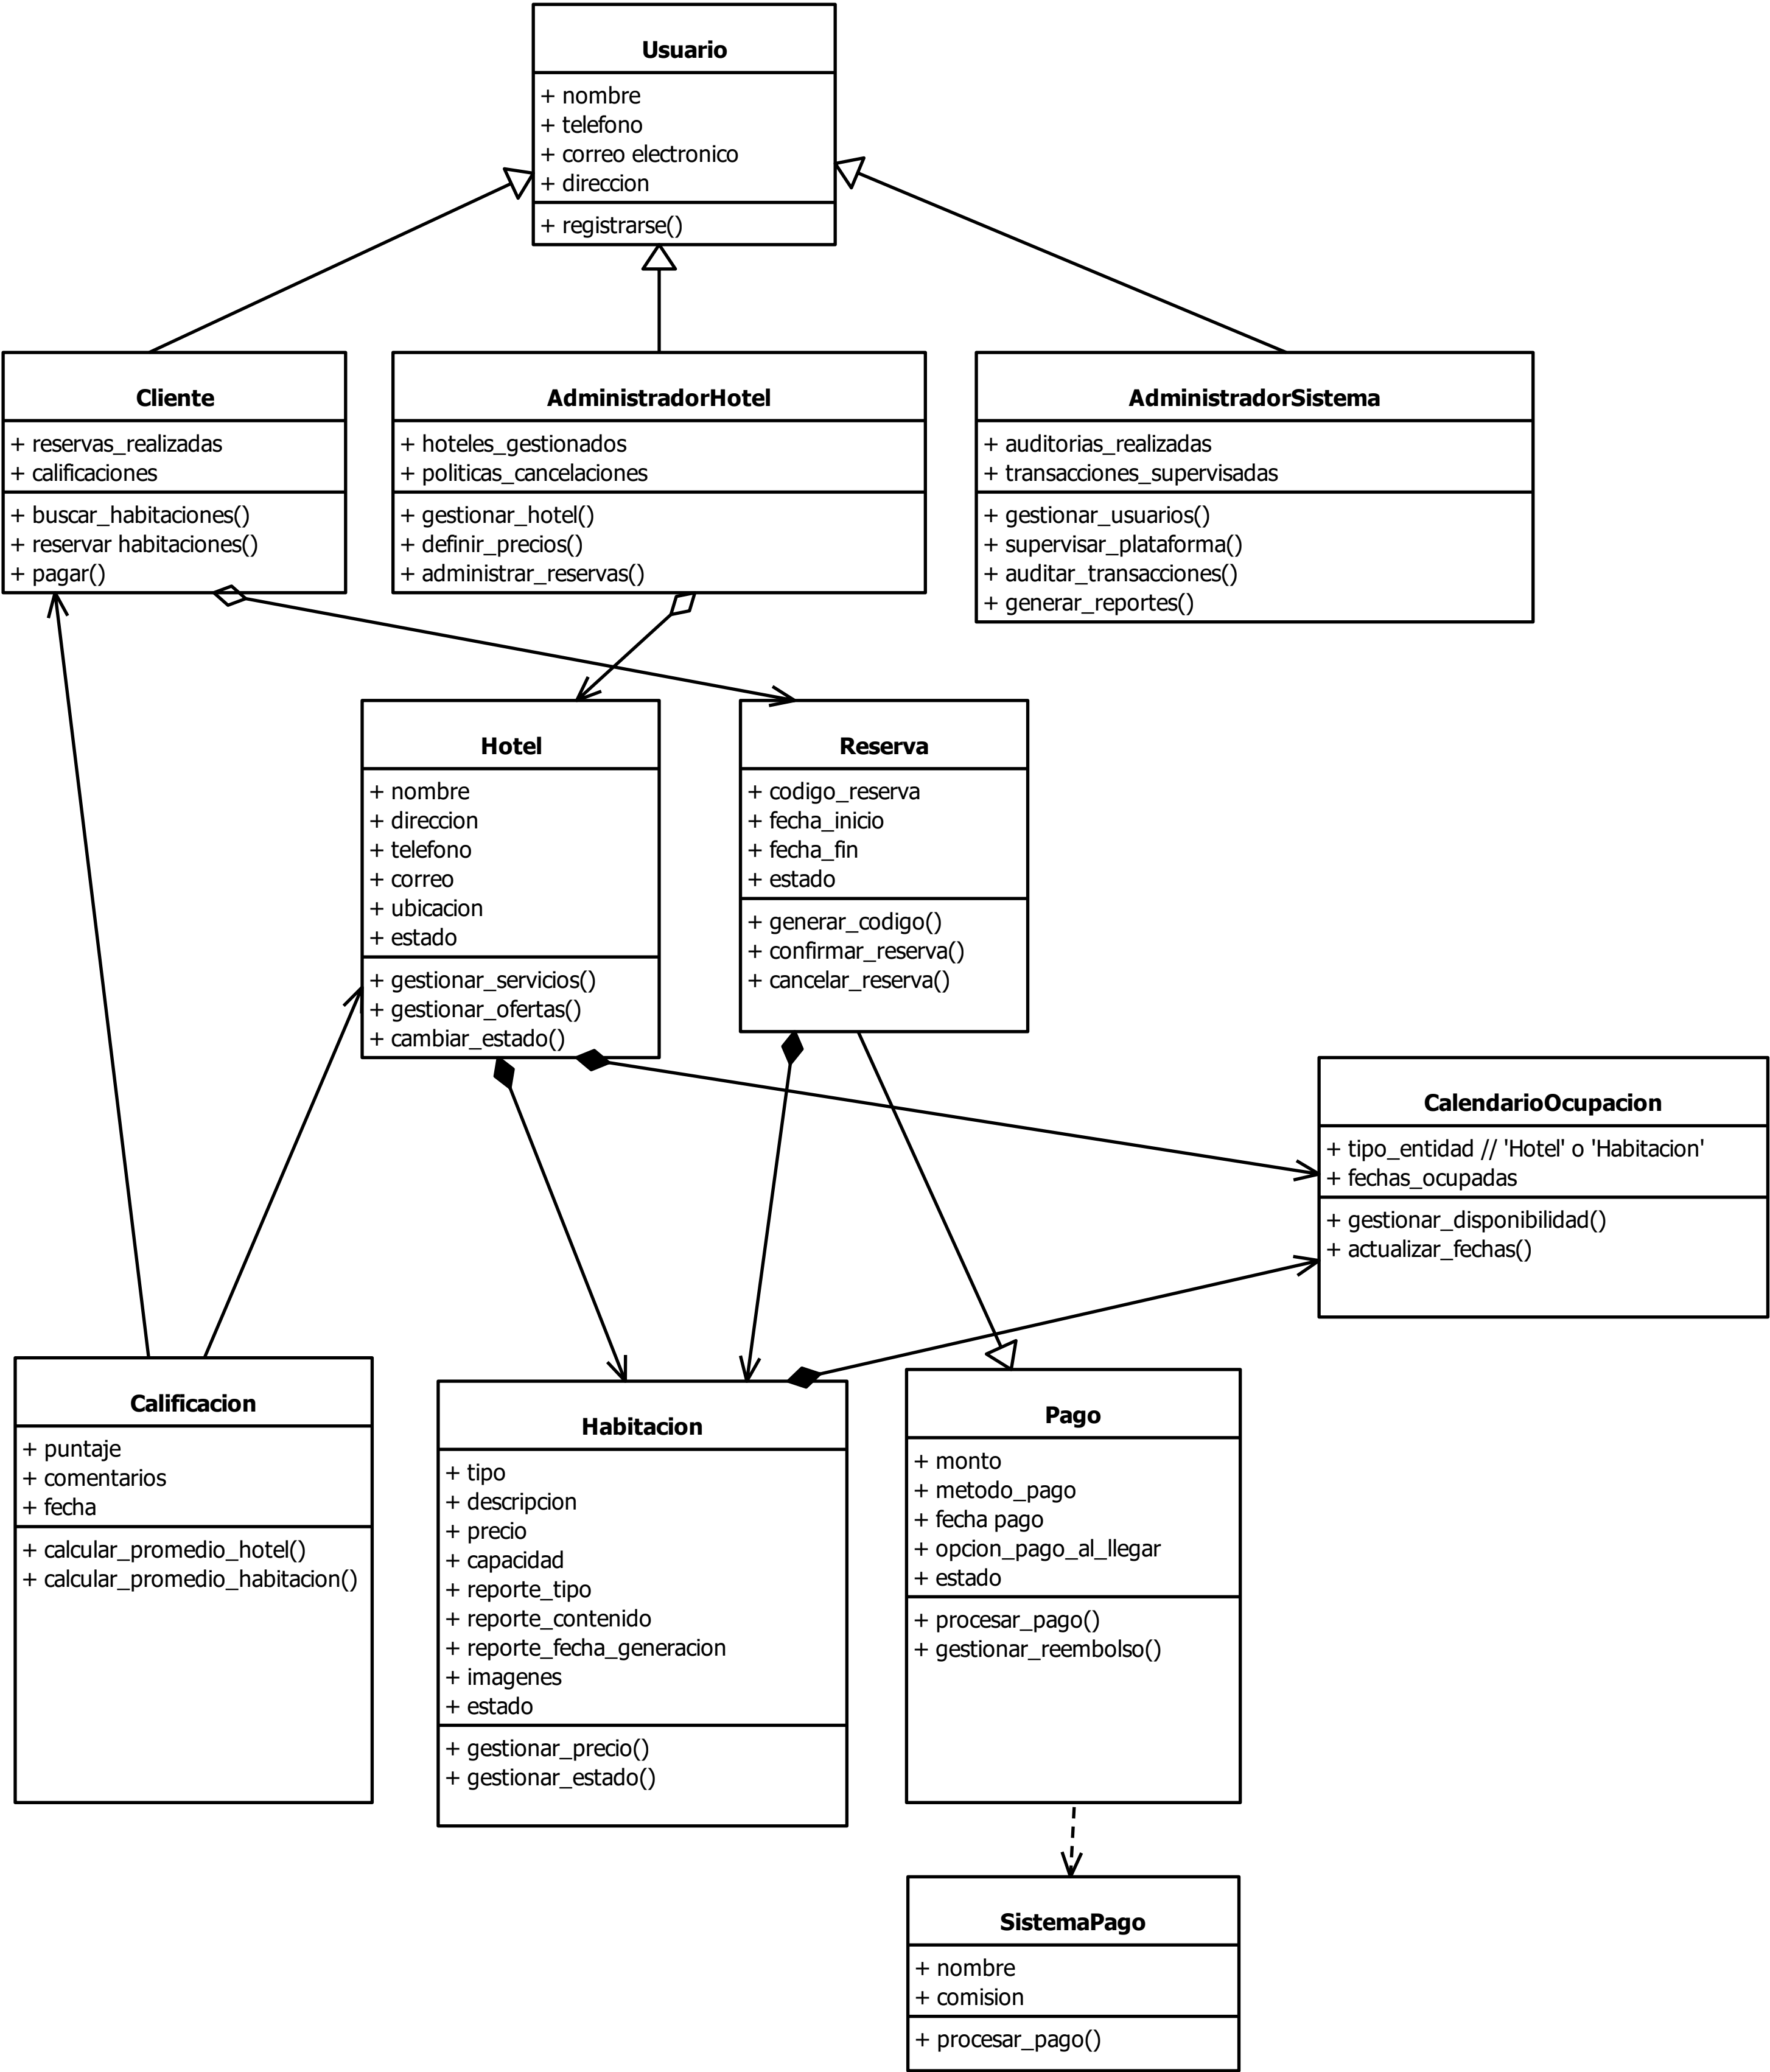 Usuario
+ nombre
+ telefono
+ correo electronico
+ direccion
+ registrarse()
Cliente
+ reservas_realizadas
+ calificaciones
+ buscar_habitaciones()
+ reservar habitaciones()
+ pagar()
AdministradorHotel
+ hoteles_gestionados
+ politicas_cancelaciones
+ gestionar_hotel()
+ definir_precios()
+ administrar_reservas()
AdministradorSistema
+ auditorias_realizadas
+ transacciones_supervisadas
+ gestionar_usuarios()
+ supervisar_plataforma()
+ auditar_transacciones()
+ generar_reportes()
Hotel
+ nombre
+ direccion
+ telefono
+ correo
+ ubicacion
+ estado
+ gestionar_servicios()
+ gestionar_ofertas()
+ cambiar_estado()
Reserva
+ codigo_reserva
+ fecha_inicio
+ fecha_fin
+ estado
+ generar_codigo()
+ confirmar_reserva()
+ cancelar_reserva()
CalendarioOcupacion
+ tipo_entidad // 'Hotel' o 'Habitacion'
+ fechas_ocupadas
+ gestionar_disponibilidad()
+ actualizar_fechas()
Calificacion
+ puntaje
+ comentarios
+ fecha
+ calcular_promedio_hotel()
+ calcular_promedio_habitacion()
Habitacion
+ tipo
+ descripcion
+ precio
+ capacidad
+ reporte_tipo
+ reporte_contenido
+ reporte_fecha_generacion
+ imagenes
+ estado
+ gestionar_precio()
+ gestionar_estado()
Pago
+ monto
+ metodo_pago
+ fecha pago
+ opcion_pago_al_llegar
+ estado
+ procesar_pago()
+ gestionar_reembolso()
SistemaPago
+ nombre
+ comision
+ procesar_pago()